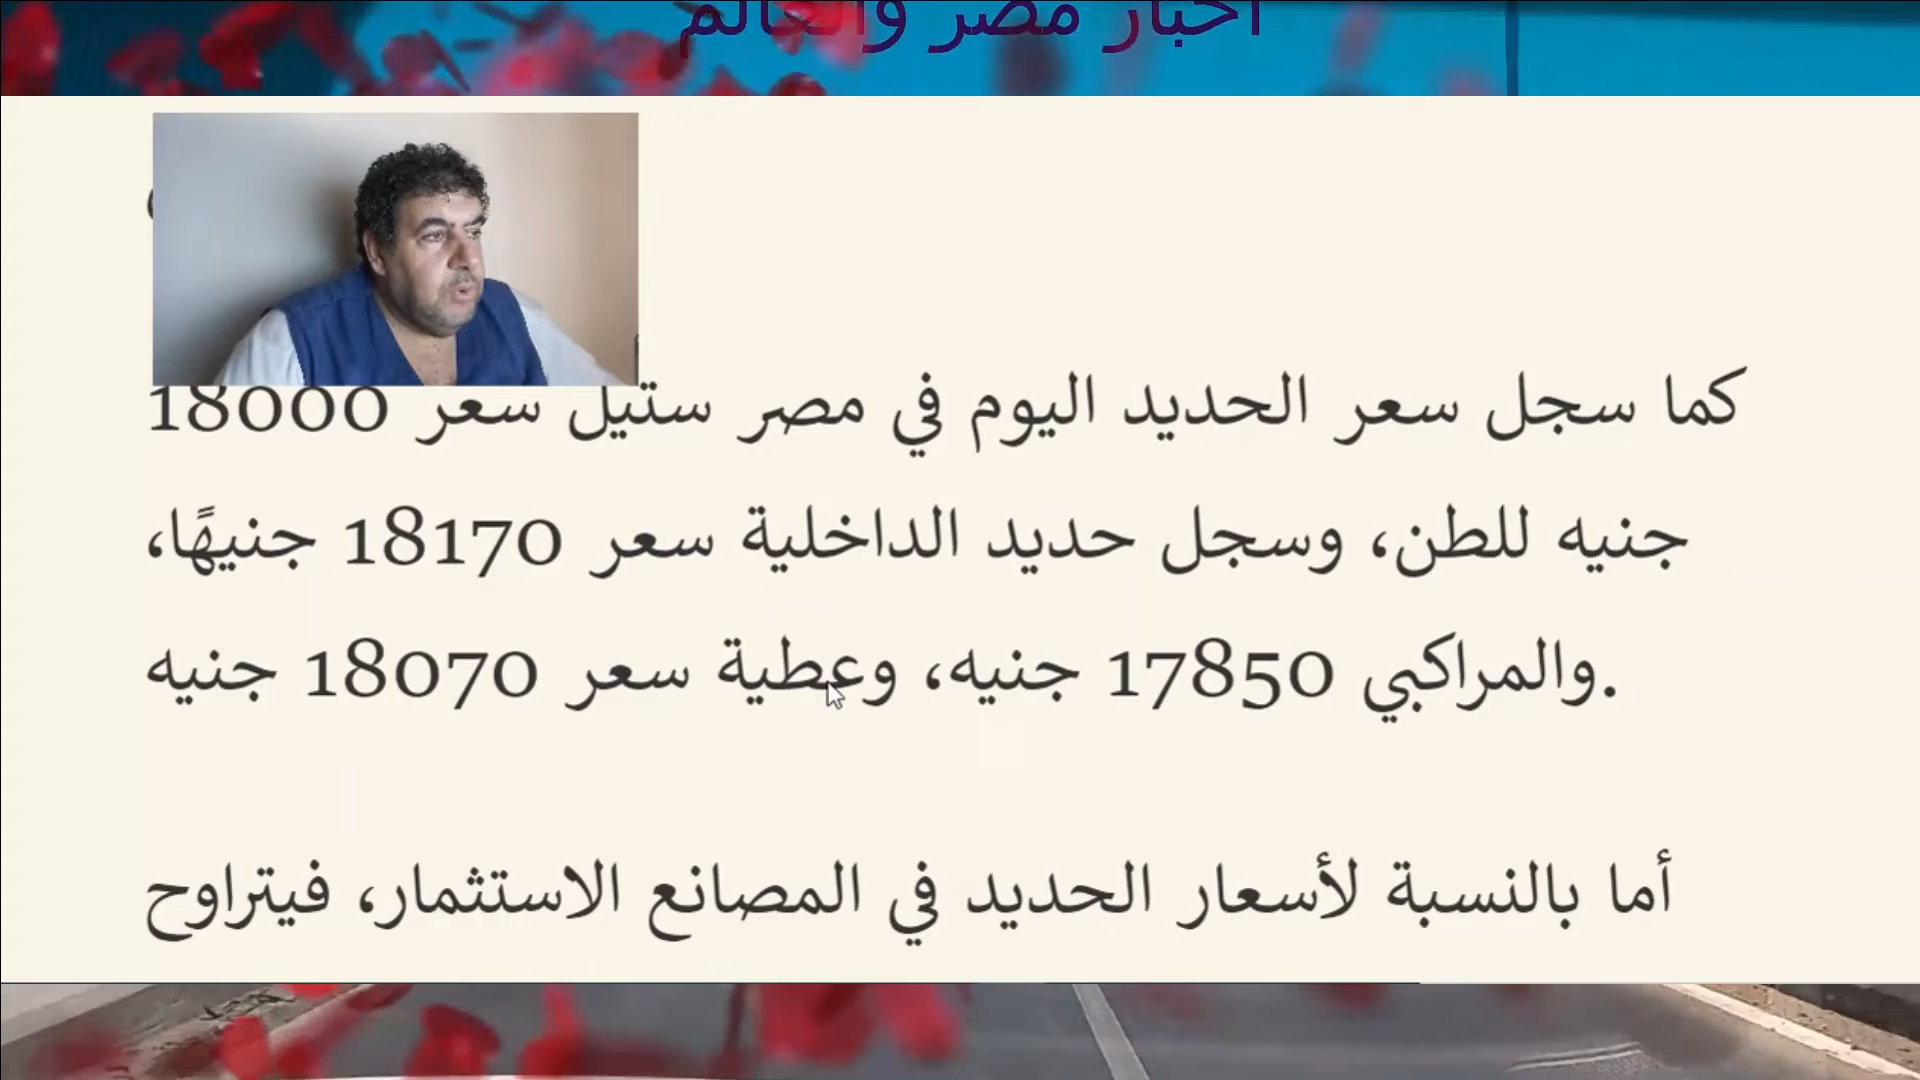 أخبار مصر والعالم
كما سجل سعر الحديد اليوم في مصر ستيل سعر 18000
جنيه للطن، وسجل حديد الداخلية سعر 18170 جنيهًا،
والمراكبي 17850 جنيه، وعطية سعر 18070 جنيه.
أما بالنسبة لأسعار الحديد في المصانع الاستثمار، فيتراوح